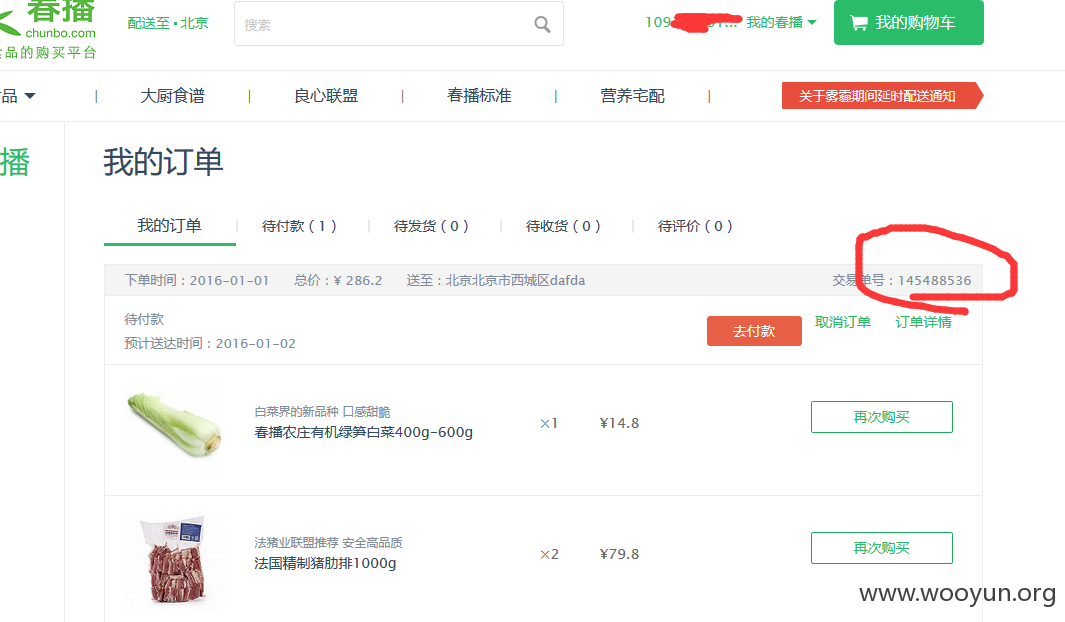 春播
chunbo.com
品的购买平台
配送至·北京
搜索
109
我的春播
我的购物车
品
大厨食谱
良心联盟
春播标准
营养宅配
关于雾霾期间延时配送通知
播
我的订单
我的订单
待付款（1）
待发货（0）
待收货（0）
待评价（0）
下单时间：2016-01-01
总价：¥ 286.2
送至：北京北京市西城区dafda
交易单号：145488536
待付款
预计送达时间：2016-01-02
去付款
取消订单
订单详情
白菜界的新品种 口感甜脆
春播农庄有机绿笋白菜400g-600g
×1
¥14.8
再次购买
法猪业联盟推荐 安全高品质
法国精制猪肋排1000g
×2
¥79.8
再次购买
www.wooyun.org